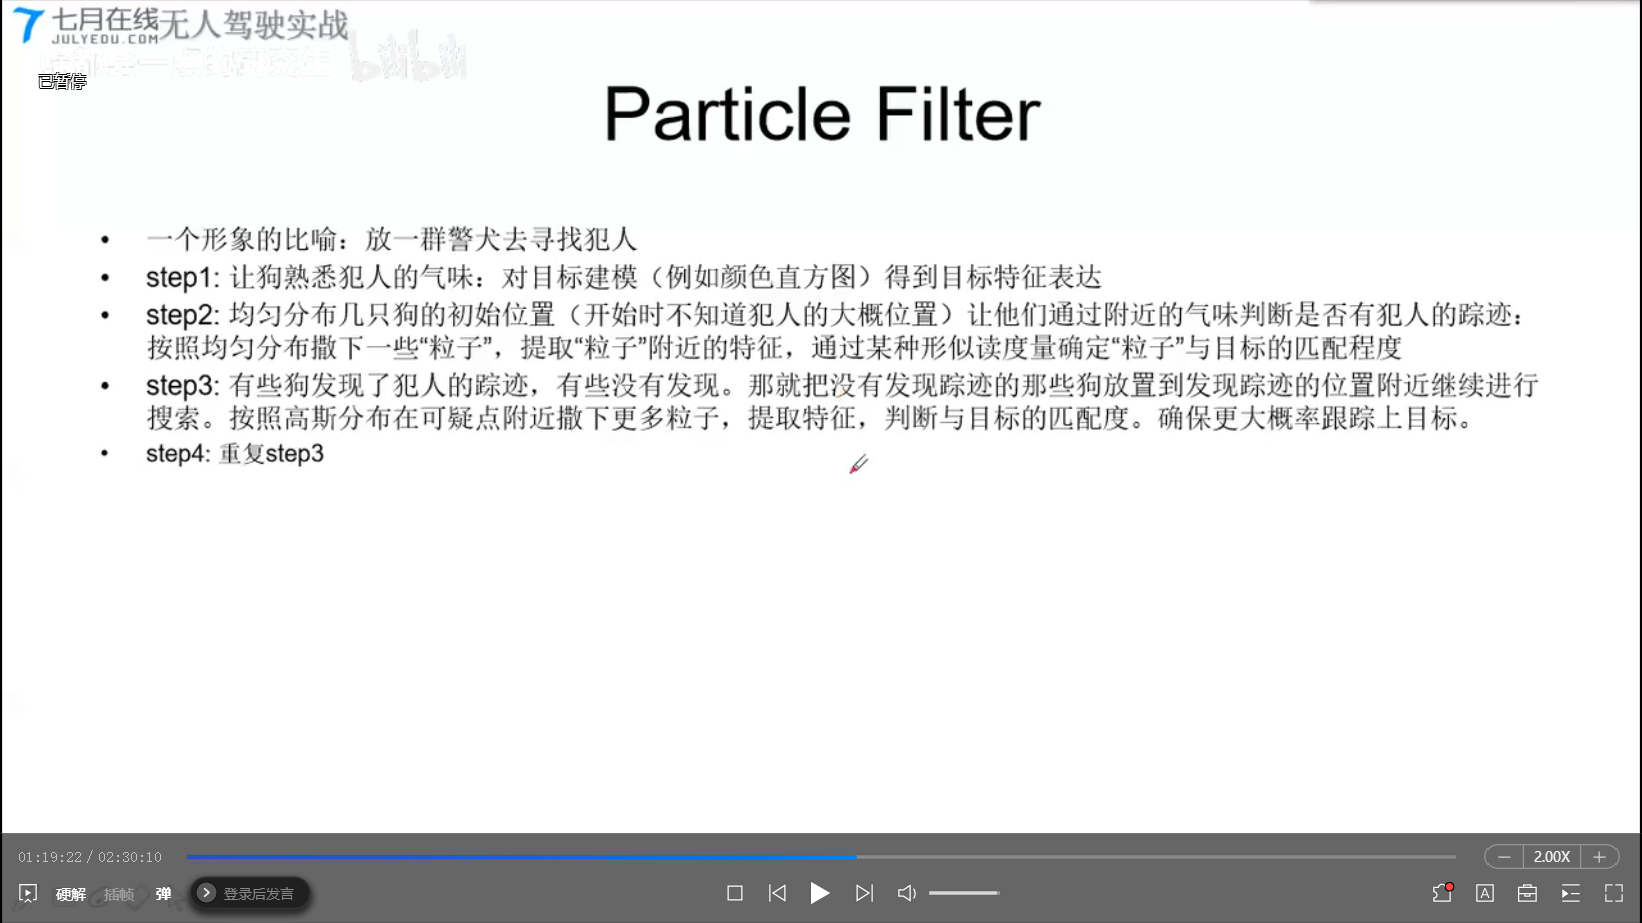 七月在线
JULYEDU.COM
无人驾驶实战
bilibili
已暂停
Particle Filter
• 一个形象的比喻：放一群警犬去寻找犯人
• step1: 让狗熟悉犯人的气味：对目标建模（例如颜色直方图）得到目标特征表达
• step2: 均匀分布几只狗的初始位置（开始时不知道犯人的大概位置）让他们通过附近的气味判断是否有犯人的踪迹：
按照均匀分布撒下一些“粒子”，提取“粒子”附近的特征，通过某种形似读度量确定“粒子”与目标的匹配程度
• step3: 有些狗发现了犯人的踪迹，有些没有发现。那就把没有发现踪迹的那些狗放置到发现踪迹的位置附近继续进行
搜索。按照高斯分布在可疑点附近撒下更多粒子，提取特征，判断与目标的匹配度。确保更大概率跟踪上目标。
• step4: 重复step3
01:19:22 / 02:30:10
2.00X
硬解 插帧 弹 登录后发言
A